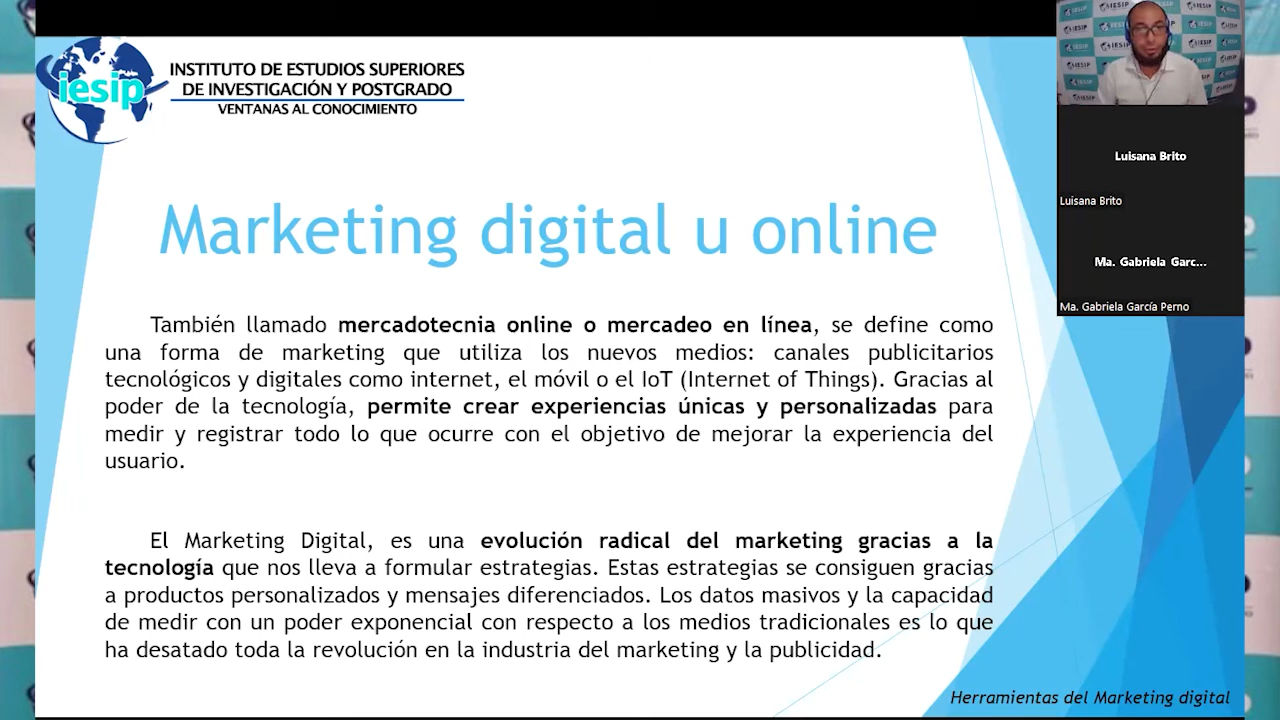 iesip
INSTITUTO DE ESTUDIOS SUPERIORES
DE INVESTIGACIÓN Y POSTGRADO
VENTANAS AL CONOCIMIENTO
Marketing digital u online
También llamado mercadotecnia online o mercadeo en línea, se define como
una forma de marketing que utiliza los nuevos medios: canales publicitarios
tecnológicos y digitales como internet, el móvil o el IoT (Internet of Things). Gracias al
poder de la tecnología, permite crear experiencias únicas y personalizadas para
medir y registrar todo lo que ocurre con el objetivo de mejorar la experiencia del
usuario.
El Marketing Digital, es una evolución radical del marketing gracias a la
tecnología que nos lleva a formular estrategias. Estas estrategias se consiguen gracias
a productos personalizados y mensajes diferenciados. Los datos masivos y la capacidad
de medir con un poder exponencial con respecto a los medios tradicionales es lo que
ha desatado toda la revolución en la industria del marketing y la publicidad.
Herramientas del Marketing digital
Luisana Brito
Luisana Brito
Ma. Gabriela Garc...
Ma. Gabriela García Perno